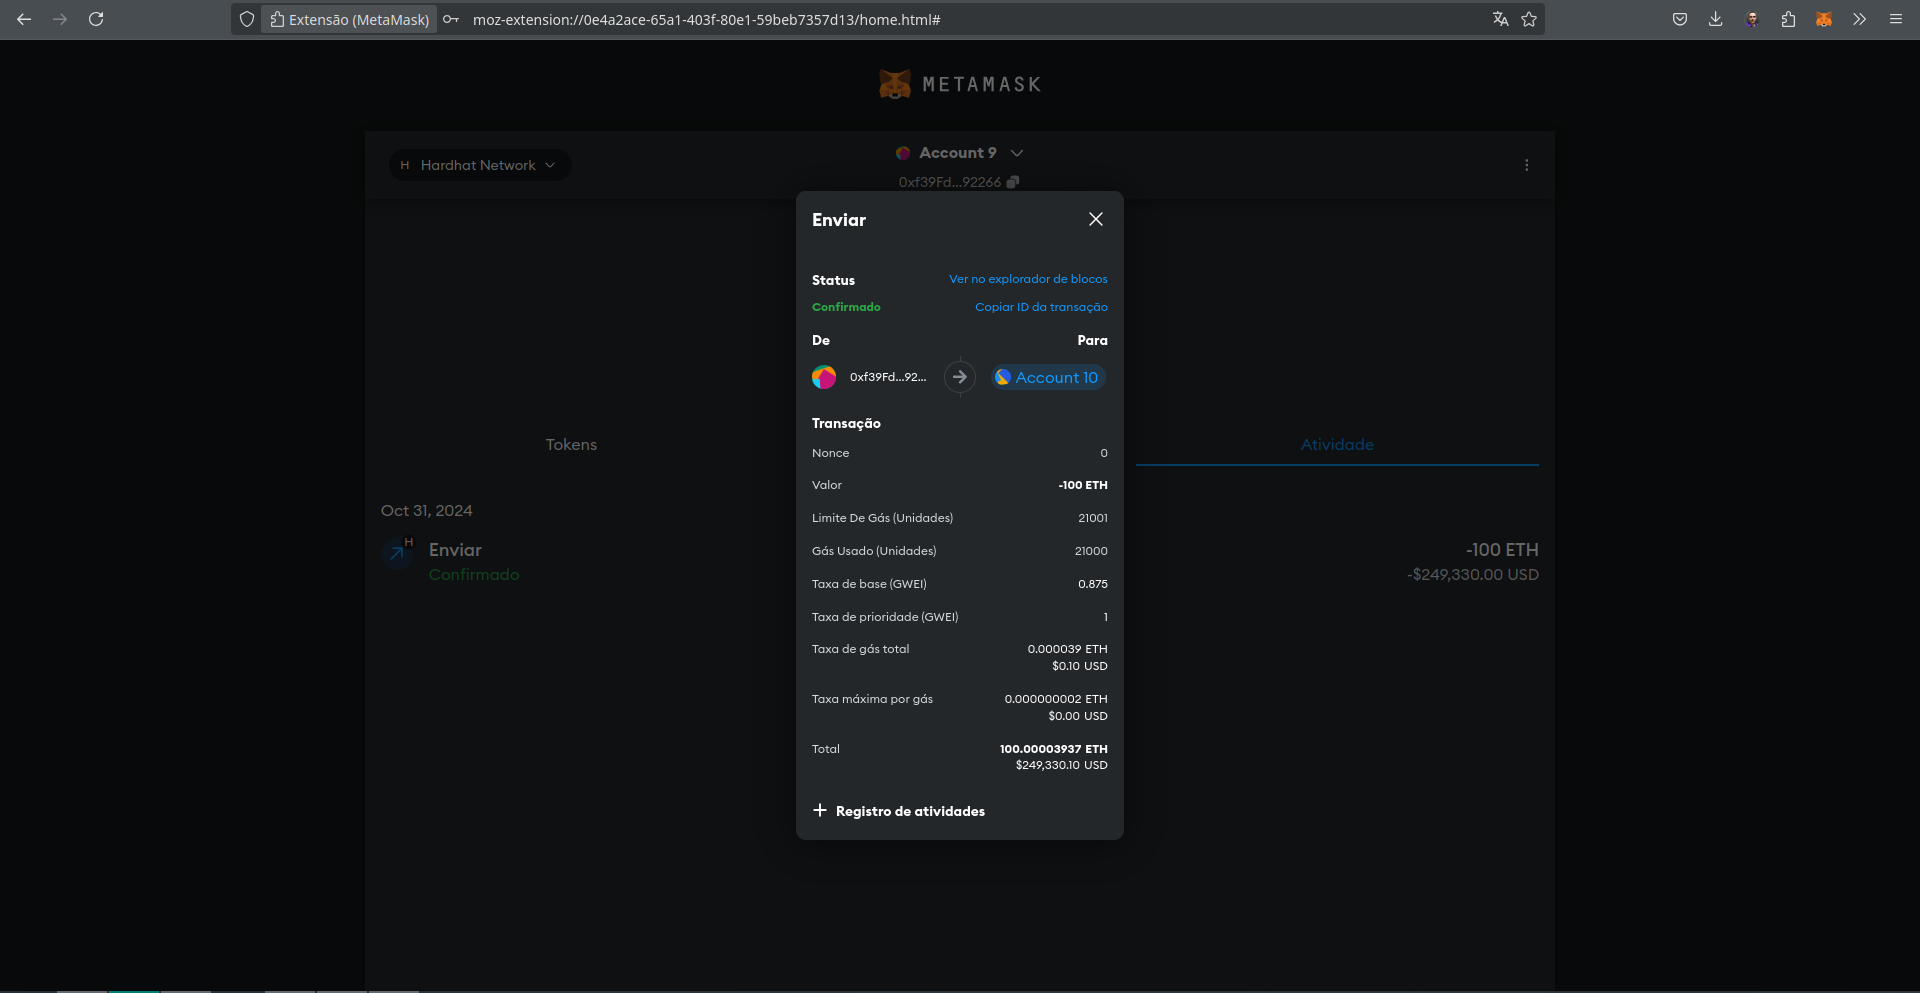 Extensão (MetaMask)
moz-extension://0e4a2ace-65a1-403f-80e1-59beb7357d13/home.html#
METAMASK
H Hardhat Network
Account 9
0xf39Fd...92266
Enviar
Status
Ver no explorador de blocos
Confirmado
Copiar ID da transação
De
Para
0xf39Fd...92...
Account 10
Transação
Nonce
0
Valor
-100 ETH
Limite De Gás (Unidades)
21001
Gás Usado (Unidades)
21000
Taxa de base (GWEI)
0.875
Taxa de prioridade (GWEI)
1
Taxa de gás total
0.000039 ETH
$0.10 USD
Taxa máxima por gás
0.000000002 ETH
$0.00 USD
Total
100.00003937 ETH
$249,330.10 USD
Registro de atividades
Tokens
Atividade
Oct 31, 2024
H
Enviar
Confirmado
-100 ETH
-$249,330.00 USD